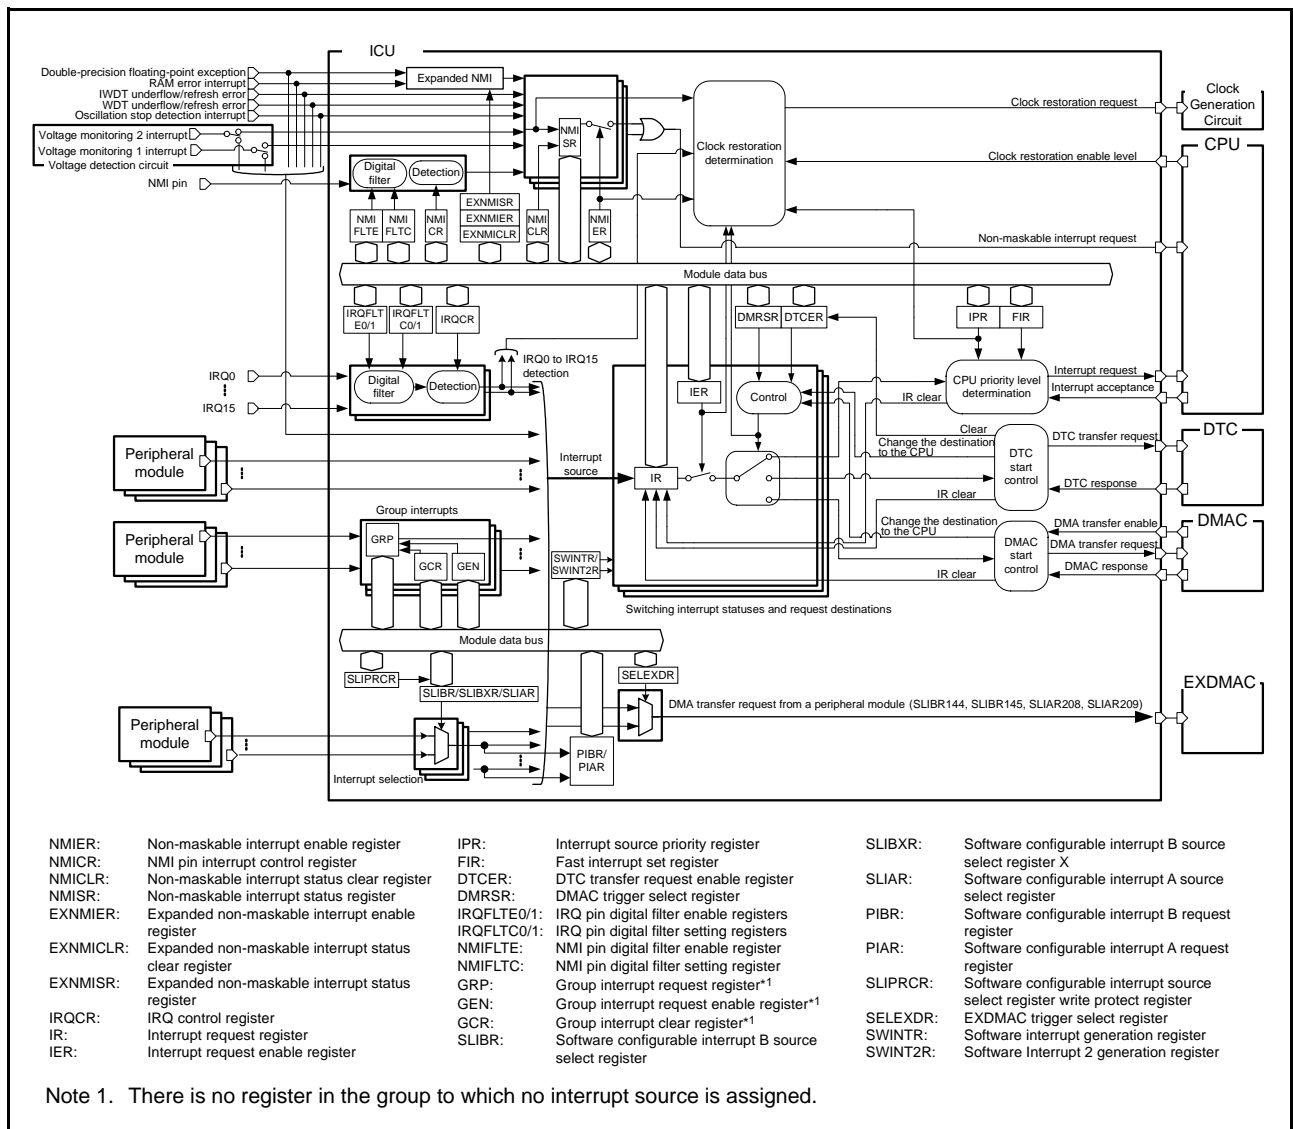 ICU
Double-precision floating-point exception
RAM error interrupt
IWDT underflow/refresh error
WDT underflow/refresh error
Oscillation stop detection interrupt
Voltage monitoring 2 interrupt
Voltage monitoring 1 interrupt
Voltage detection circuit
NMI pin
Expanded NMI
Digital
filter
Detection
NMI
SR
NMI
FLTE
NMI
FLTC
NMI
CR
EXNMISR
EXNMIER
EXNMICLR
NMI
CLR
NMI
ER
Clock restoration
determination
Clock restoration request
Clock restoration enable level
Non-maskable interrupt request
Clock
Generation
Circuit
CPU
Module data bus
IRQFLT
E0/1
IRQFLT
C0/1
IRQCR
DMRSR
DTCER
IPR
FIR
IRQ0
IRQ15
Digital
filter
Detection
IRQ0 to IRQ15
detection
IER
Control
CPU priority level
determination
Interrupt request
Interrupt acceptance
IR clear
Clear
Change the destination
to the CPU
DTC
start
control
DTC transfer request
DTC response
DTC
Peripheral
module
Interrupt
source
IR
IR clear
Group interrupts
Peripheral
module
GRP
GCR
GEN
SWINTR/
SWINT2R
Change the destination
to the CPU
DMAC
start
control
DMA transfer enable
DMA transfer request
DMAC response
DMAC
IR clear
Switching interrupt statuses and request destinations
Module data bus
SLIPRCR
SLIBR/SLIBXR/SLIAR
SELEXDR
Peripheral
module
Interrupt selection
PIBR/
PIAR
DMA transfer request from a peripheral module (SLIBR144, SLIBR145, SLIAR208, SLIAR209)
EXDMAC
NMIER: Non-maskable interrupt enable register
NMICR: NMI pin interrupt control register
NMICLR: Non-maskable interrupt status clear register
NMISR: Non-maskable interrupt status register
EXNMIER: Expanded non-maskable interrupt enable
register
EXNMICLR: Expanded non-maskable interrupt status
clear register
EXNMISR: Expanded non-maskable interrupt status
register
IRQCR: IRQ control register
IR: Interrupt request register
IER: Interrupt request enable register
IPR: Interrupt source priority register
FIR: Fast interrupt set register
DTCER: DTC transfer request enable register
DMRSR: DMAC trigger select register
IRQFLTE0/1: IRQ pin digital filter enable registers
IRQFLTC0/1: IRQ pin digital filter setting registers
NMIFLTE: NMI pin digital filter enable register
NMIFLTC: NMI pin digital filter setting register
GRP: Group interrupt request register*1
GEN: Group interrupt request enable register*1
GCR: Group interrupt clear register*1
SLIBR: Software configurable interrupt B source
select register
SLIBXR: Software configurable interrupt B source
select register X
SLIAR: Software configurable interrupt A source
select register
PIBR: Software configurable interrupt B request
register
PIAR: Software configurable interrupt A request
register
SLIPRCR: Software configurable interrupt source
select register write protect register
SELEXDR: EXDMAC trigger select register
SWINTR: Software interrupt generation register
SWINT2R: Software Interrupt 2 generation register
Note 1. There is no register in the group to which no interrupt source is assigned.